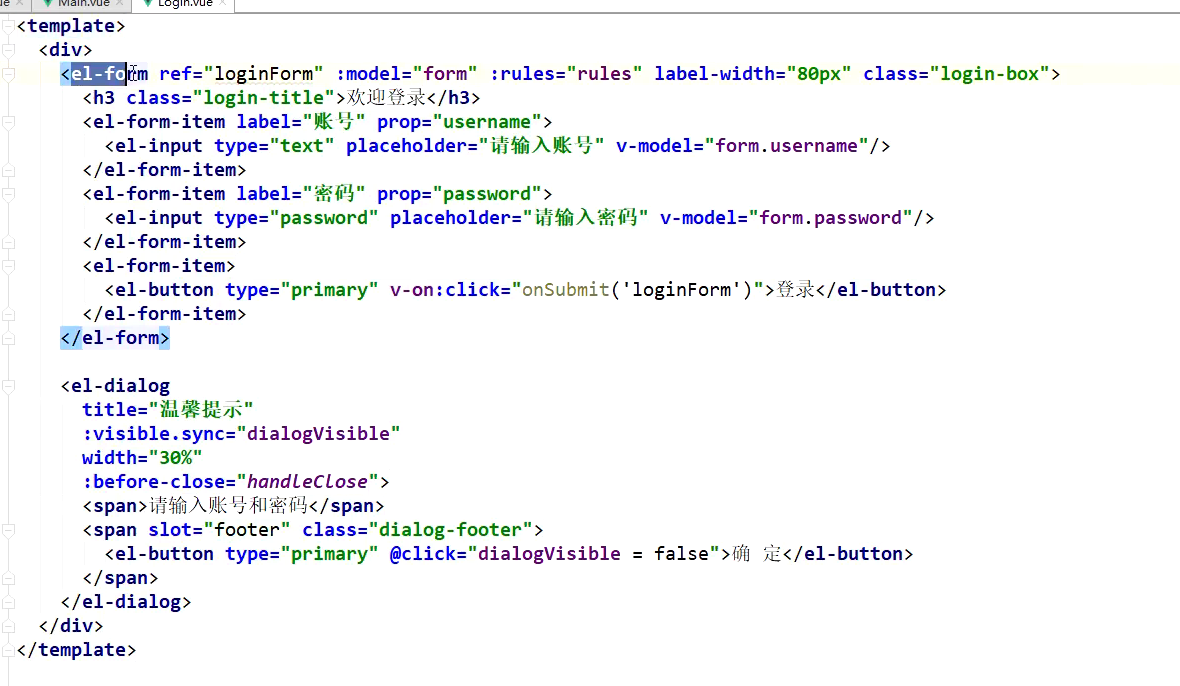 Main.vue
Login.vue
<template>
<div>
<el-form ref="loginForm" :model="form" :rules="rules" label-width="80px" class="login-box">
<h3 class="login-title">欢迎登录</h3>
<el-form-item label="账号" prop="username">
<el-input type="text" placeholder="请输入账号" v-model="form.username"/>
</el-form-item>
<el-form-item label="密码" prop="password">
<el-input type="password" placeholder="请输入密码" v-model="form.password"/>
</el-form-item>
<el-form-item>
<el-button type="primary" v-on:click="onSubmit('loginForm')">登录</el-button>
</el-form-item>
</el-form>
<el-dialog
title="温馨提示"
:visible.sync="dialogVisible"
width="30%"
:before-close="handleClose">
<span>请输入账号和密码</span>
<span slot="footer" class="dialog-footer">
<el-button type="primary" @click="dialogVisible = false">确 定</el-button>
</span>
</el-dialog>
</div>
</template>